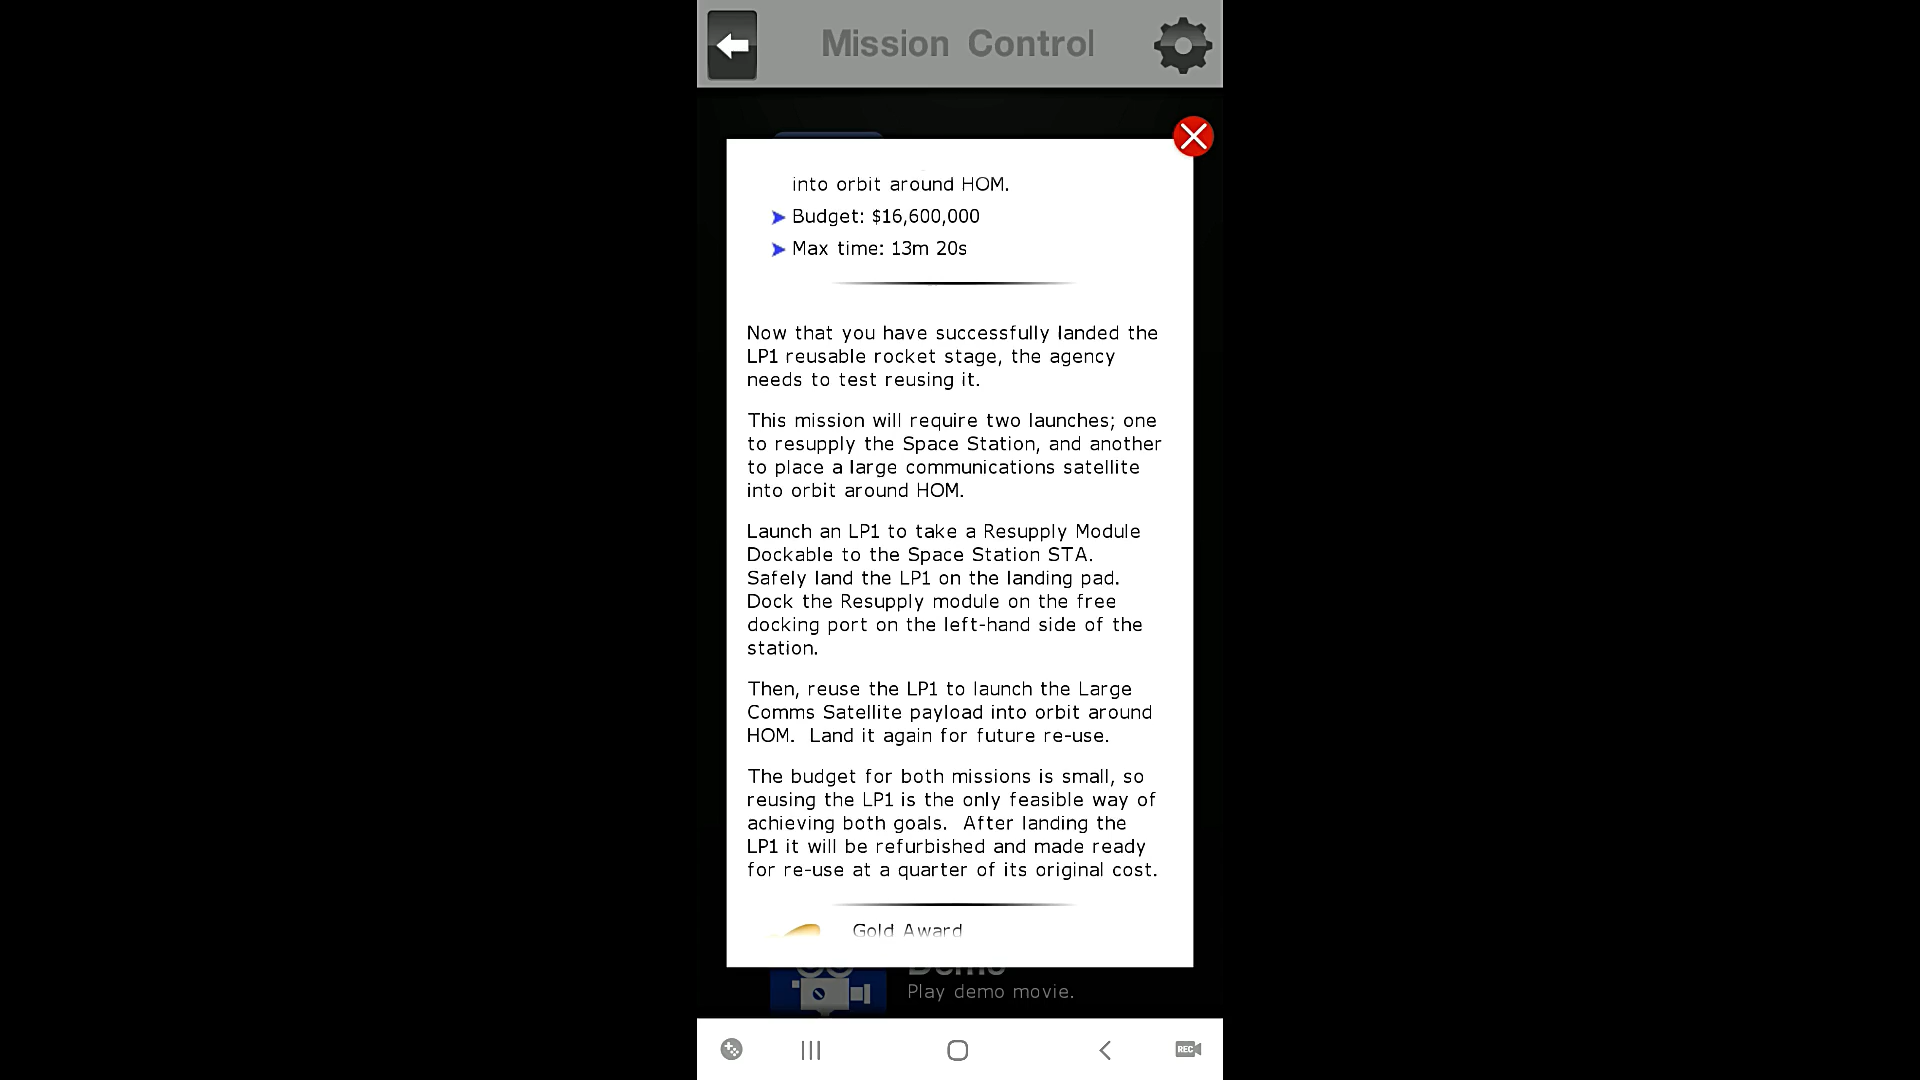 Mission Control
into orbit around HOM.
Budget: $16,600,000
Max time: 13m 20s
Now that you have successfully landed the
LP1 reusable rocket stage, the agency
needs to test reusing it.
This mission will require two launches; one
to resupply the Space Station, and another
to place a large communications satellite
into orbit around HOM.
Launch an LP1 to take a Resupply Module
Dockable to the Space Station STA.
Safely land the LP1 on the landing pad.
Dock the Resupply module on the free
docking port on the left-hand side of the
station.
Then, reuse the LP1 to launch the Large
Comms Satellite payload into orbit around
HOM.  Land it again for future re-use.
The budget for both missions is small, so
reusing the LP1 is the only feasible way of
achieving both goals.  After landing the
LP1 it will be refurbished and made ready
for re-use at a quarter of its original cost.
Gold Award
Demo
Play demo movie.
REC